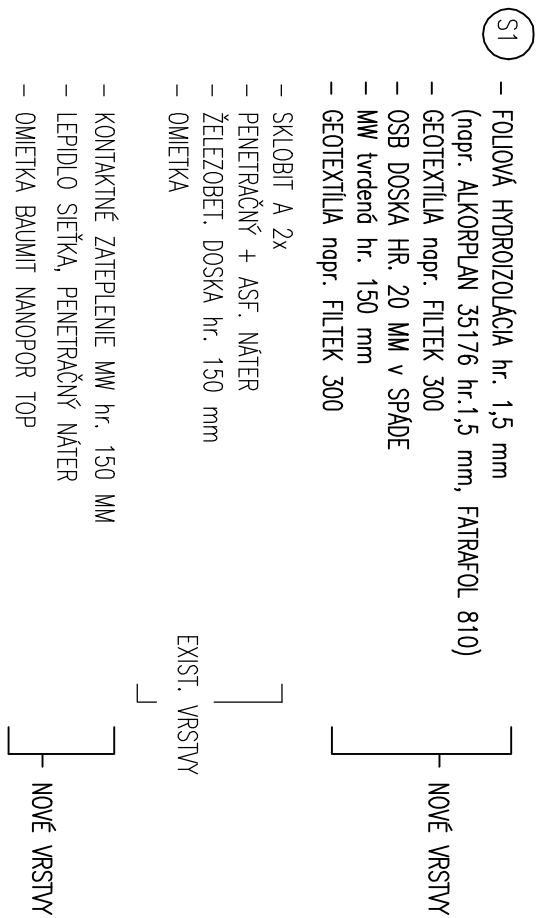 S1
- FOLIOVÁ HYDROIZOLÁCIA hr. 1,5 mm
(napr. ALKORPLAN 35176 hr.1,5 mm, FATRAFOL 810)
- GEOTEXTÍLIA napr. FILTEK 300
- OSB DOSKA HR. 20 MM v SPÁDE
- MW tvrdená hr. 150 mm
- GEOTEXTÍLIA napr. FILTEK 300
NOVÉ VRSTVY
- SKLOBIT A 2x
- PENETRAČNÝ + ASF. NÁTER
- ŽELEZOBET. DOSKA hr. 150 mm
- OMIETKA
EXIST. VRSTVY
- KONTAKTNÉ ZATEPLENIE MW hr. 150 MM
- LEPIDLO SIEŤKA, PENETRAČNÝ NÁTER
- OMIETKA BAUMIT NANOPOR TOP
NOVÉ VRSTVY